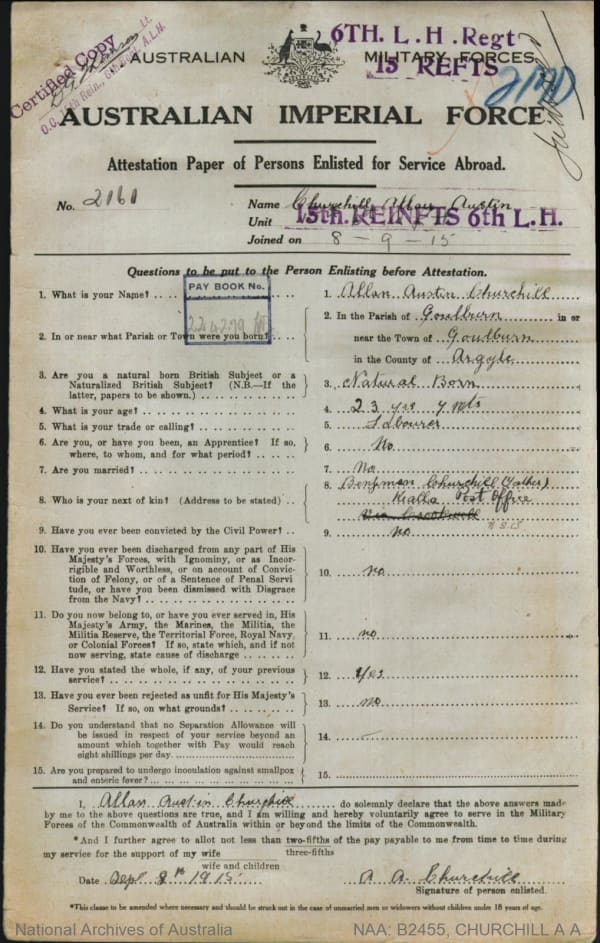 Certified Copy
Lt.
O.C. 15th Rein., 6th Regt, A.L.H.
6TH. L. H. Regt
15 REFTS
2MD
AUSTRALIAN MILITARY FORCES.
AUSTRALIAN IMPERIAL FORCE
Attestation Paper of Persons Enlisted for Service Abroad.
No. 2161
Name Churchill Allan Austin
Unit 15th. REINFTS 6th L. H.
Joined on 8 - 9 - 15
Questions to be put to the Person Enlisting before Attestation.
PAY BOOK No.
1. What is your Name? 1. Allan Austin Churchill
2. In or near what Parish or Town were you born? 2. In the Parish of Goulburn in or
near the Town of Goulburn
in the County of Argyle
3. Are you a natural born British Subject or a 3. Natural Born
Naturalized British Subject? (N.B.—If the
latter, papers to be shown.)
4. What is your age? 4. 23 yrs 7 mts
5. What is your trade or calling? 5. Labourer
6. Are you, or have you been, an Apprentice? If so, 6. No
where, to whom, and for what period?
7. Are you married? 7. No
8. Who is your next of kin? (Address to be stated) 8. Benjman Churchill (Father)
Kialla Post Office
Via Crookwell
9. Have you ever been convicted by the Civil Power? 9. no
10. Have you ever been discharged from any part of His 10. no
Majesty's Forces, with Ignominy, or as Incor-
rigible and Worthless, or on account of Convic-
tion of Felony, or of a Sentence of Penal Servi
tude, or have you been dismissed with Disgrace
from the Navy?
11. Do you now belong to, or have you ever served in, His 11. no
Majesty's Army, the Marines, the Militia, the
Militia Reserve, the Territorial Force, Royal Navy
or Colonial Forces? If so, state which, and if not
now serving, state cause of discharge
12. Have you stated the whole, if any, of your previous 12. Yes
service?
13. Have you ever been rejected as unfit for His Majesty's 13. no
Service? If so, on what grounds?
14. Do you understand that no Separation Allowance will 14. –
be issued in respect of your service beyond an
amount which together with Pay would reach
eight shillings per day.
15. Are you prepared to undergo inoculation against smallpox 15.
and enteric fever?
I, Allan Austin Churchill do solemnly declare that the above answers made
by me to the above questions are true, and I am willing and hereby voluntarily agree to serve in the Military
Forces of the Commonwealth of Australia within or beyond the limits of the Commonwealth.
*And I further agree to allot not less than two-fifths of the pay payable to me from time to time during
three-fifths
my service for the support of my wife
wife and children
Date Sept 8th 1915 A. A. Churchill
Signature of person enlisted.
*This clause to be amended where necessary and should be struck out in the case of unmarried men or widowers without children under 18 years of age.
National Archives of Australia NAA: B2455, CHURCHILL A A